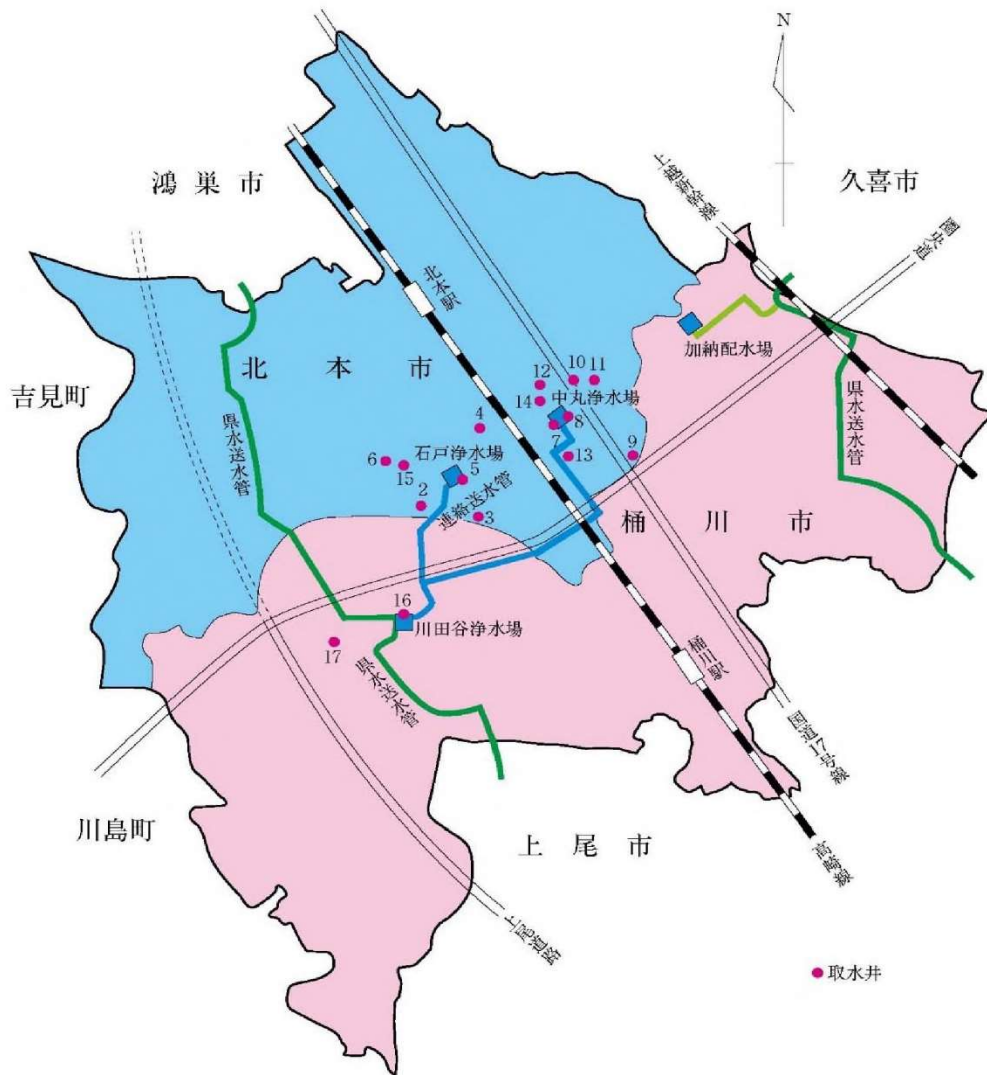 N
上越新幹線
久喜市
圏央道
鴻巣市
北本駅
加納配水場
吉見町
北本市
県水送水管
12
10
11
14
中丸浄水場
8
7
4
13
9
県水送水管
6
15
石戸浄水場
5
2
3
連絡送水管
桶川市
16
川田谷浄水場
17
県水送水管
桶川駅
国道17号線
川島町
上尾市
高崎線
上尾道路
取水井